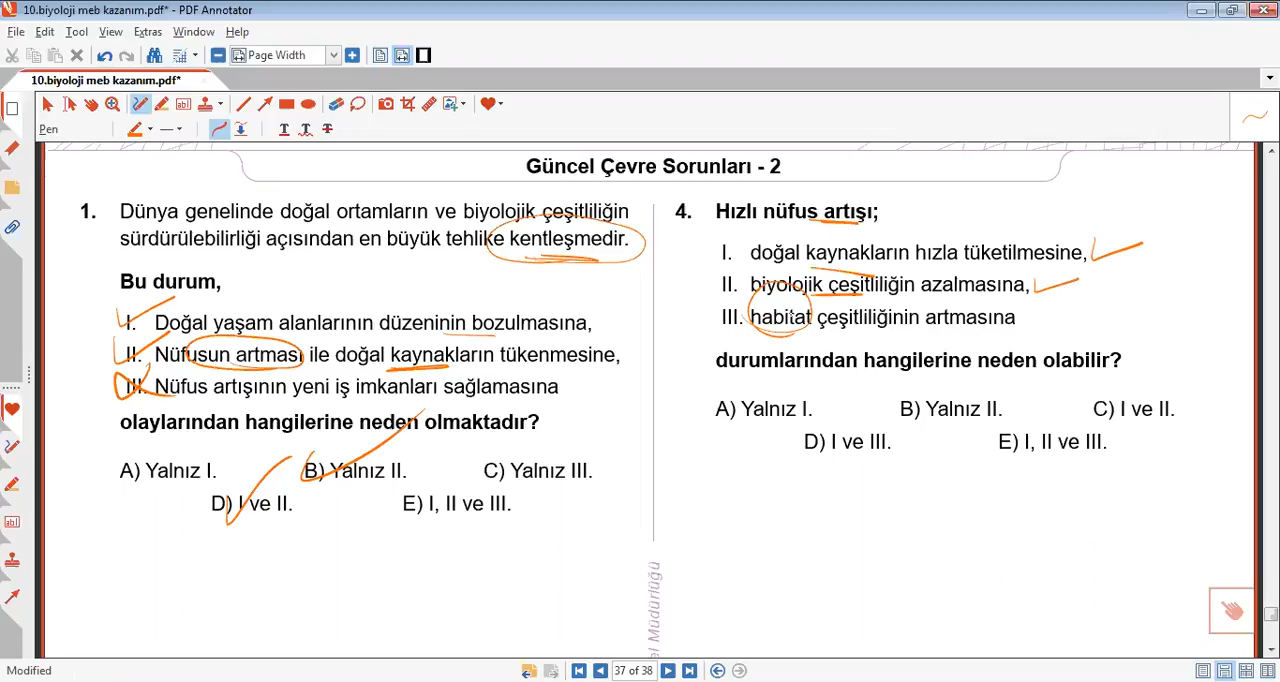 10.biyoloji meb kazanım.pdf* - PDF Annotator
File Edit Tool View Extras Window Help
Page Width
10.biyoloji meb kazanım.pdf*
Pen
Güncel Çevre Sorunları - 2
1. Dünya genelinde doğal ortamların ve biyolojik çeşitliliğin
sürdürülebilirliği açısından en büyük tehlike kentleşmedir.
Bu durum,
I. Doğal yaşam alanlarının düzeninin bozulmasına,
II. Nüfusun artması ile doğal kaynakların tükenmesine,
III. Nüfus artışının yeni iş imkanları sağlamasına
olaylarından hangilerine neden olmaktadır?
A) Yalnız I. B) Yalnız II. C) Yalnız III.
D) I ve II. E) I, II ve III.
4. Hızlı nüfus artışı;
I. doğal kaynakların hızla tüketilmesine,
II. biyolojik çeşitliliğin azalmasına,
III. habitat çeşitliliğinin artmasına
durumlarından hangilerine neden olabilir?
A) Yalnız I. B) Yalnız II. C) I ve II.
D) I ve III. E) I, II ve III.
el Müdürlüğü
Modified
37 of 38